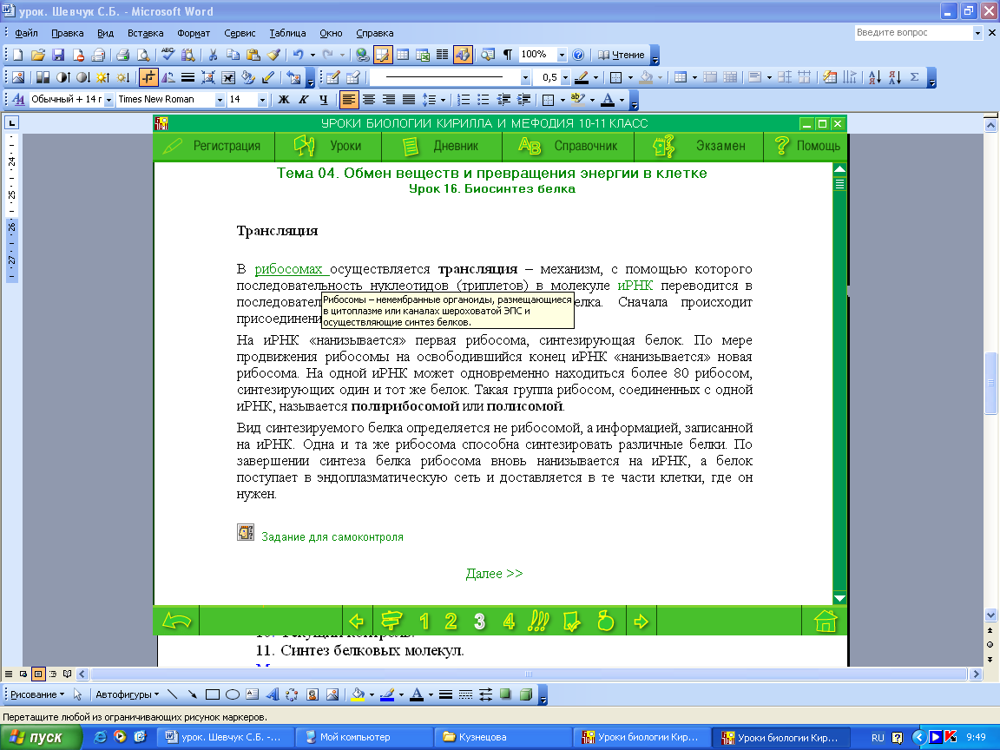 урок. Шевчук С.Б. - Microsoft Word
Файл Правка Вид Вставка Формат Сервис Таблица Окно Справка
Введите вопрос
100% Чтение
0,5
Обычный + 14 г Times New Roman 14 Ж К Ч
УРОКИ БИОЛОГИИ КИРИЛЛА И МЕФОДИЯ 10-11 КЛАСС
Регистрация Уроки Дневник Справочник Экзамен Помощь
Тема 04. Обмен веществ и превращения энергии в клетке
Урок 16. Биосинтез белка
Трансляция
В рибосомах осуществляется трансляция – механизм, с помощью которого
последовательность нуклеотидов (триплетов) в молекуле иРНК переводится в
последовател елка. Сначала происходит
присоединени
Рибосомы – немембранные органоиды, размещающиеся
в цитоплазме или каналах шероховатой ЭПС и
осуществляющие синтез белков.
На иРНК «нанизывается» первая рибосома, синтезирующая белок. По мере
продвижения рибосомы на освободившийся конец иРНК «нанизывается» новая
рибосома. На одной иРНК может одновременно находиться более 80 рибосом,
синтезирующих один и тот же белок. Такая группа рибосом, соединенных с одной
иРНК, называется полирибосомой или полисомой.
Вид синтезируемого белка определяется не рибосомой, а информацией, записанной
на иРНК. Одна и та же рибосома способна синтезировать различные белки. По
завершении синтеза белка рибосома вновь нанизывается на иРНК, а белок
поступает в эндоплазматическую сеть и доставляется в те части клетки, где он
нужен.
Задание для самоконтроля
Далее >>
1 2 3 4
10. Текущий контроль.
11. Синтез белковых молекул.
Рисование Автофигуры
Перетащите любой из ограничивающих рисунок маркеров.
пуск урок. Шевчук С.Б. -... Мой компьютер Кузнецова Уроки биологии Кир... Уроки биологии Кир... RU 9:49